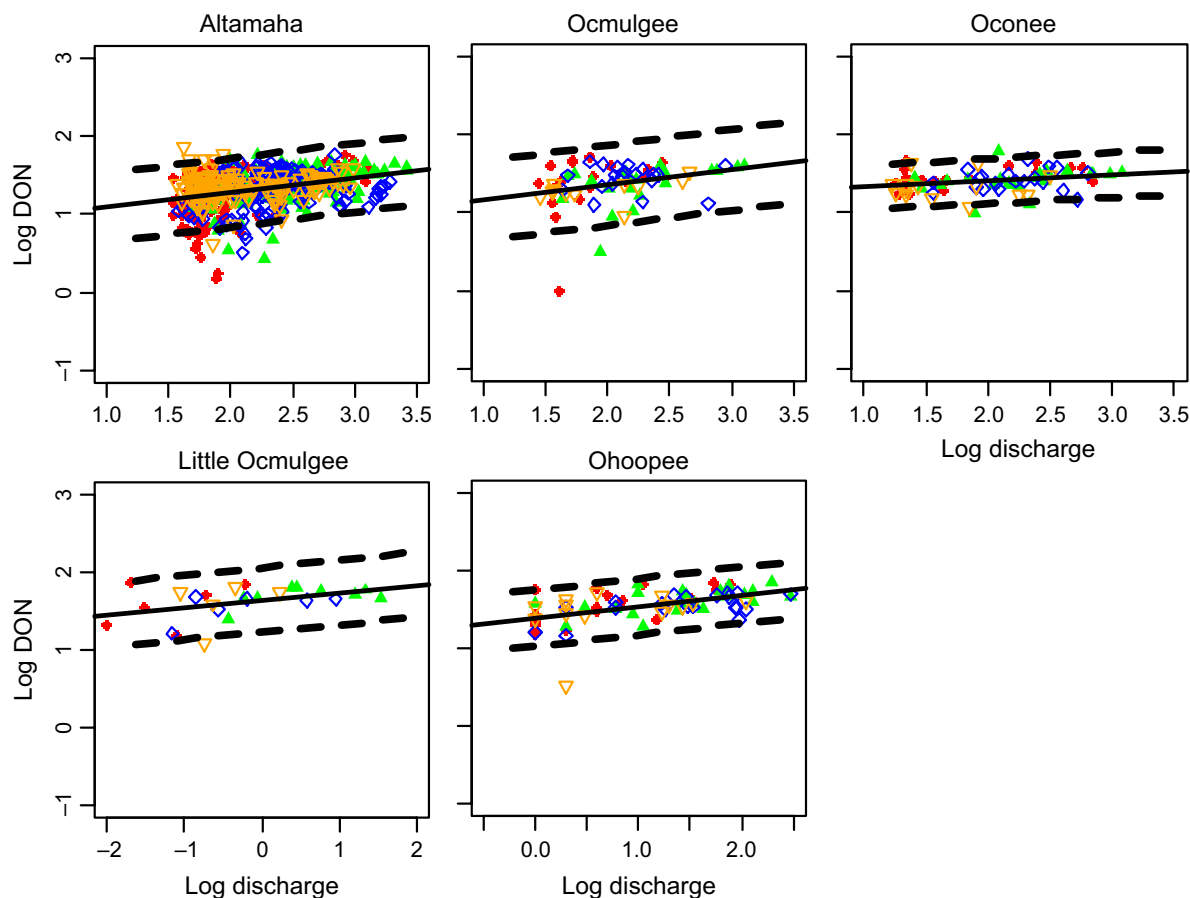 Altamaha
Ocmulgee
Oconee
Log DON
3
2
1
0
–1
1.0 1.5 2.0 2.5 3.0 3.5
1.0 1.5 2.0 2.5 3.0 3.5
1.0 1.5 2.0 2.5 3.0 3.5
Log discharge
Little Ocmulgee
Ohoopee
Log DON
3
2
1
0
–1
–2 –1 0 1 2
0.0 1.0 2.0
Log discharge
Log discharge